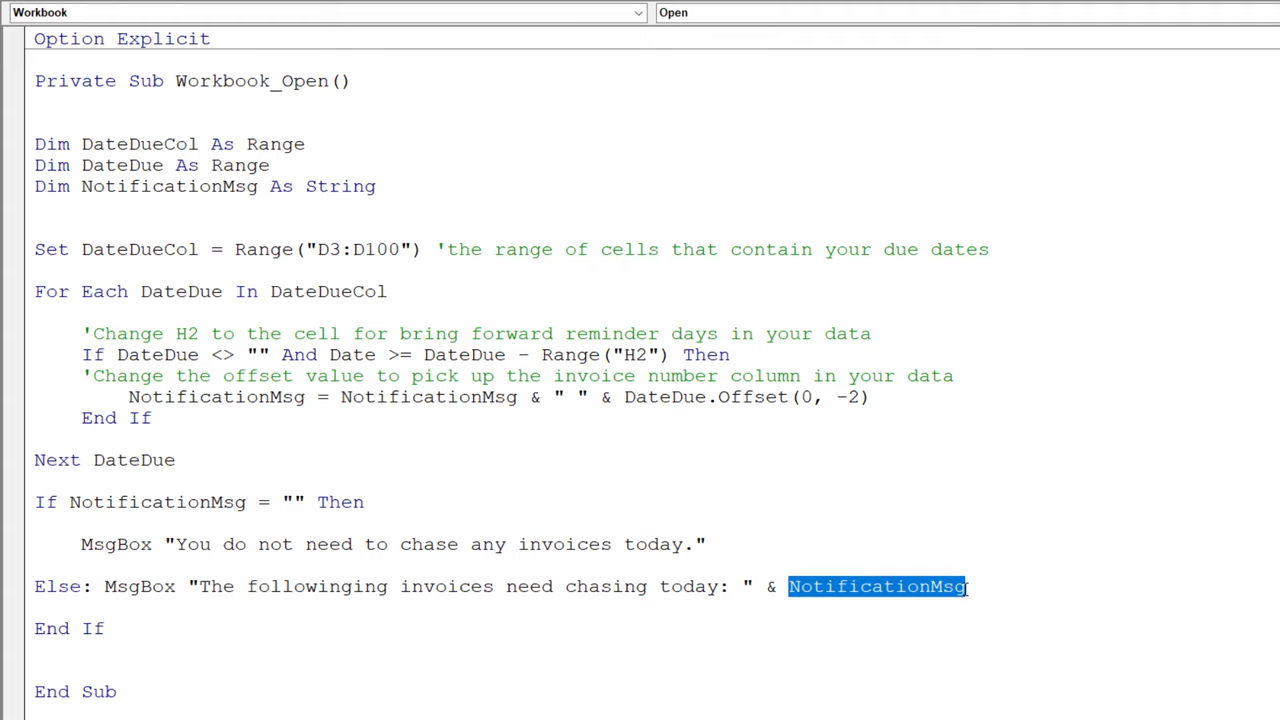 Workbook Open
Option Explicit
Private Sub Workbook_Open()
Dim DateDueCol As Range
Dim DateDue As Range
Dim NotificationMsg As String
Set DateDueCol = Range("D3:D100") 'the range of cells that contain your due dates
For Each DateDue In DateDueCol
'Change H2 to the cell for bring forward reminder days in your data
If DateDue <> "" And Date >= DateDue - Range("H2") Then
'Change the offset value to pick up the invoice number column in your data
NotificationMsg = NotificationMsg & " " & DateDue.Offset(0, -2)
End If
Next DateDue
If NotificationMsg = "" Then
MsgBox "You do not need to chase any invoices today."
Else: MsgBox "The followinging invoices need chasing today: " & NotificationMsg
End If
End Sub